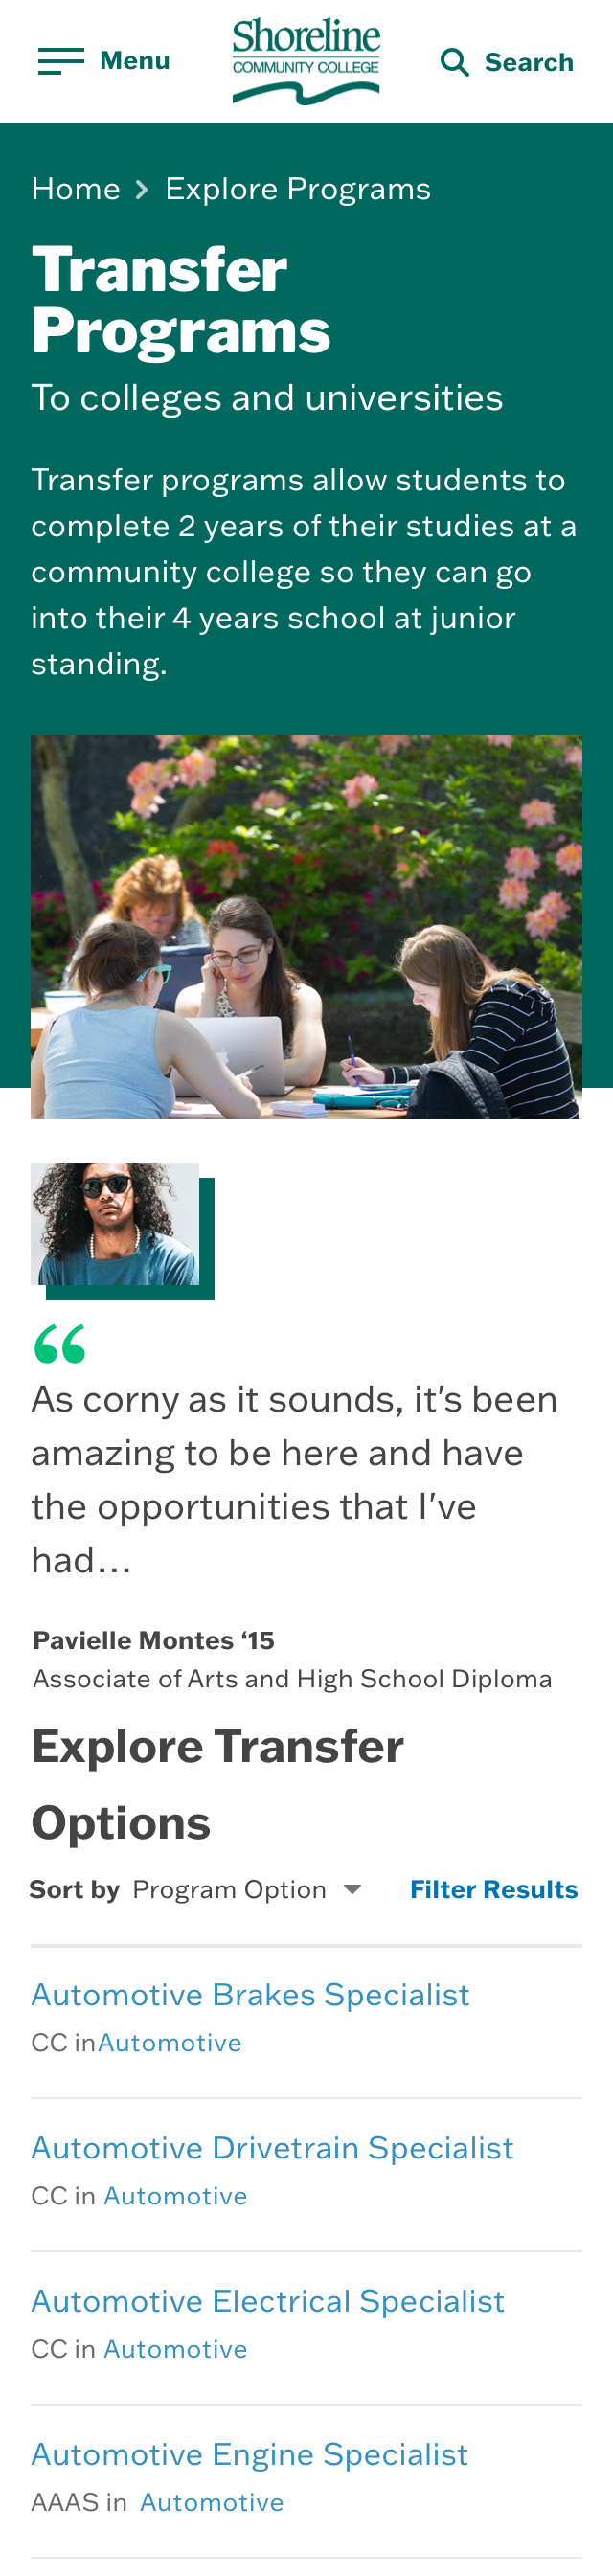 Menu
Shoreline
COMMUNITY COLLEGE
Search
Home
Explore Programs
Transfer
Programs
To colleges and universities
Transfer programs allow students to
complete 2 years of their studies at a
community college so they can go
into their 4 years school at junior
standing.
“
As corny as it sounds, it's been
amazing to be here and have
the opportunities that I've
had...
Pavielle Montes ‘15
Associate of Arts and High School Diploma
Explore Transfer
Options
Sort by Program Option
Filter Results
Automotive Brakes Specialist
CC inAutomotive
Automotive Drivetrain Specialist
CC in Automotive
Automotive Electrical Specialist
CC in Automotive
Automotive Engine Specialist
AAAS in Automotive